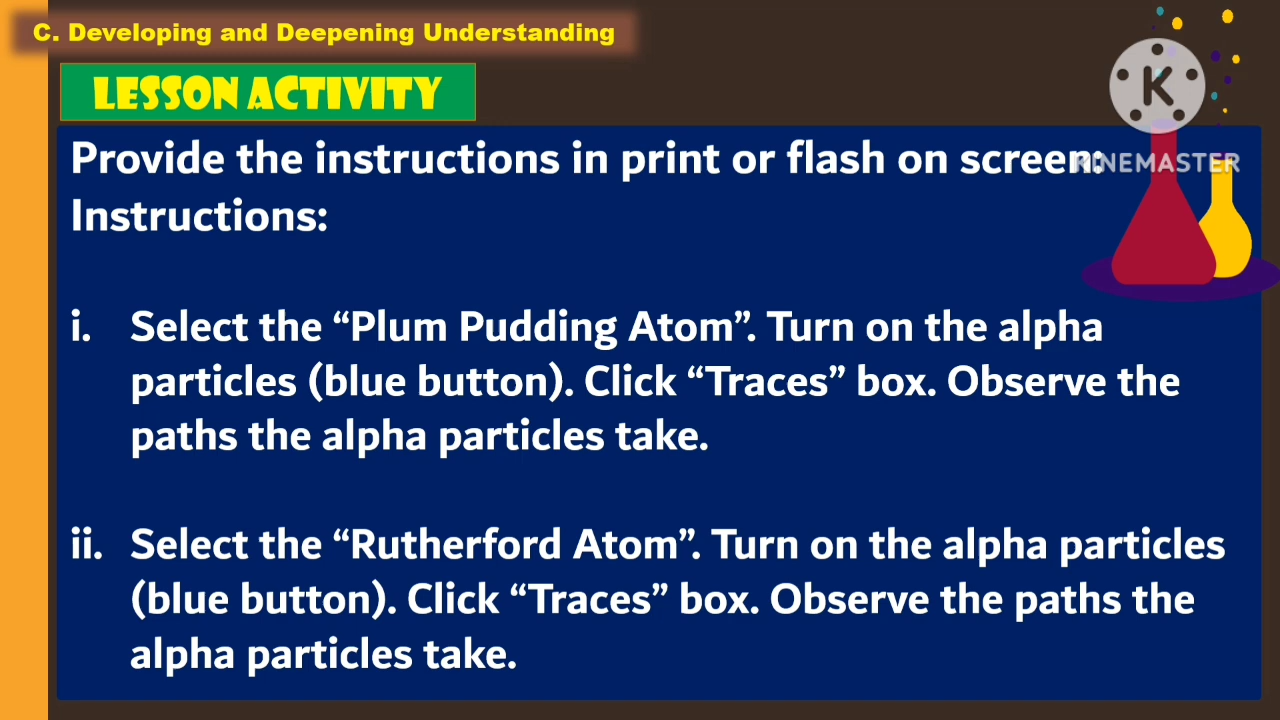 C. Developing and Deepening Understanding
LESSON ACTIVITY
K
KINEMASTER
Provide the instructions in print or flash on screen:
Instructions:
i. Select the “Plum Pudding Atom”. Turn on the alpha
particles (blue button). Click “Traces” box. Observe the
paths the alpha particles take.
ii. Select the “Rutherford Atom”. Turn on the alpha particles
(blue button). Click “Traces” box. Observe the paths the
alpha particles take.